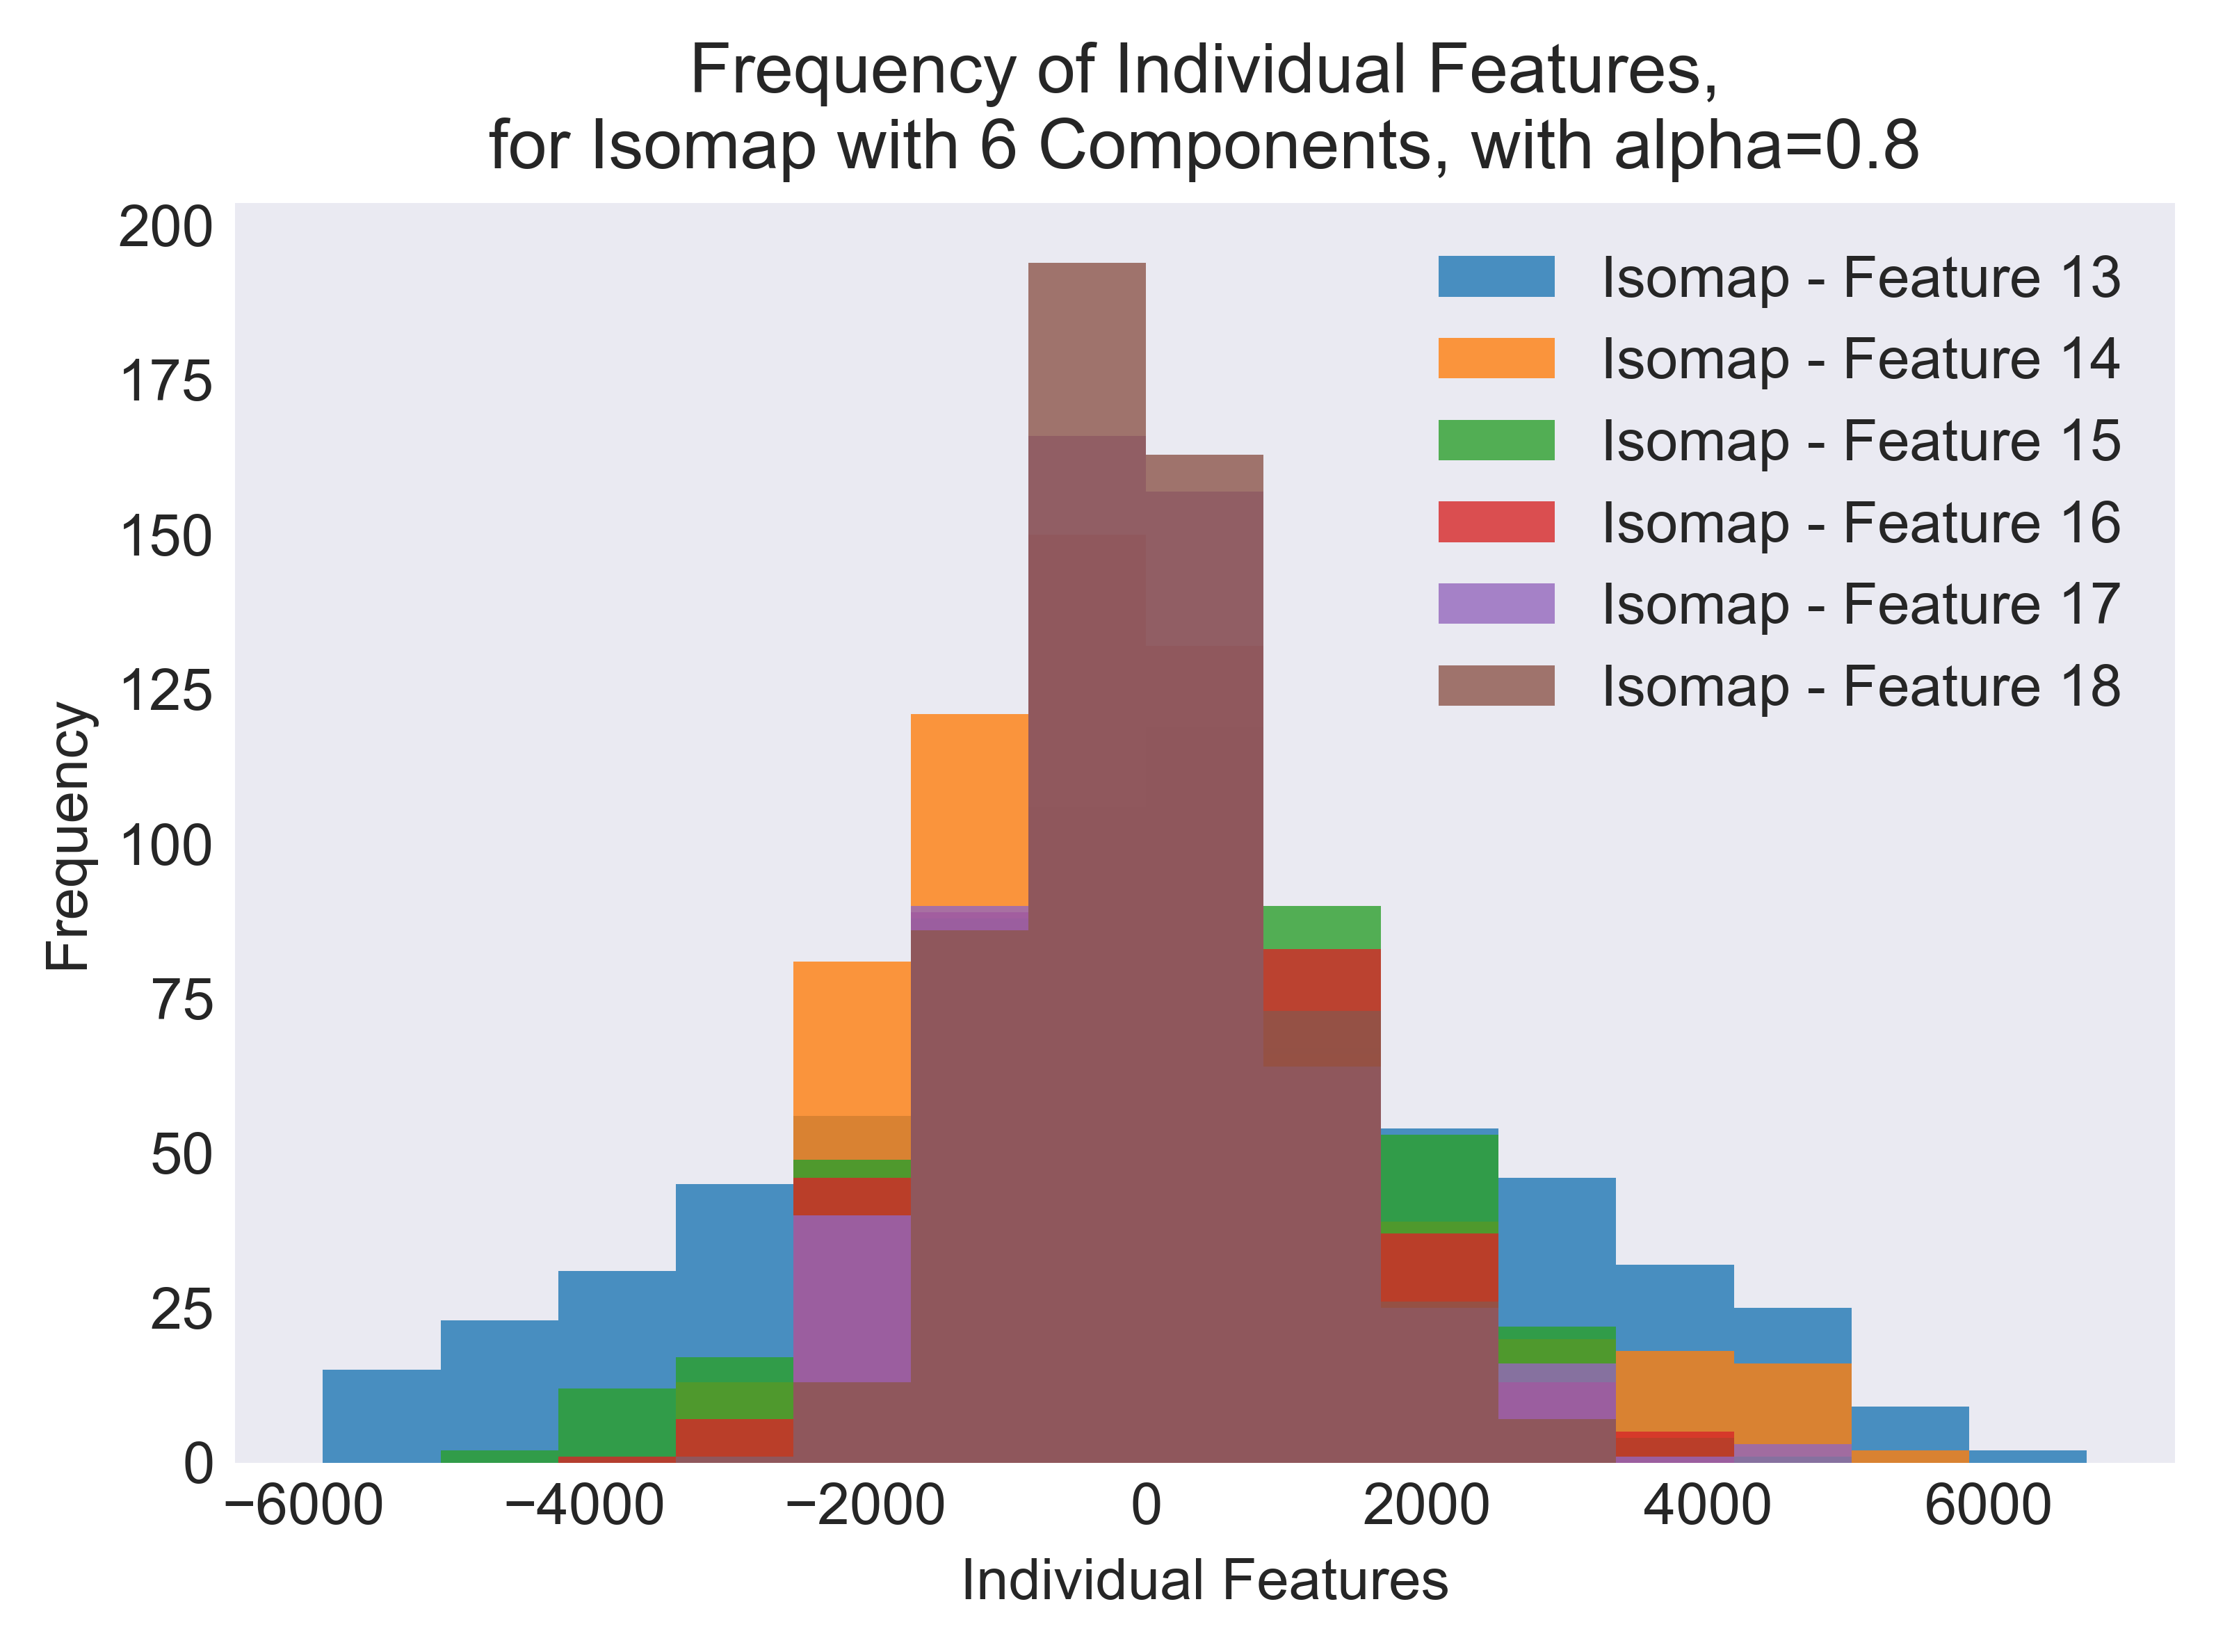 Frequency of Individual Features,
for Isomap with 6 Components, with alpha=0.8
200
175
150
125
100
75
50
25
0
Frequency
Isomap - Feature 13
Isomap - Feature 14
Isomap - Feature 15
Isomap - Feature 16
Isomap - Feature 17
Isomap - Feature 18
−6000 −4000 −2000 0 2000 4000 6000
Individual Features